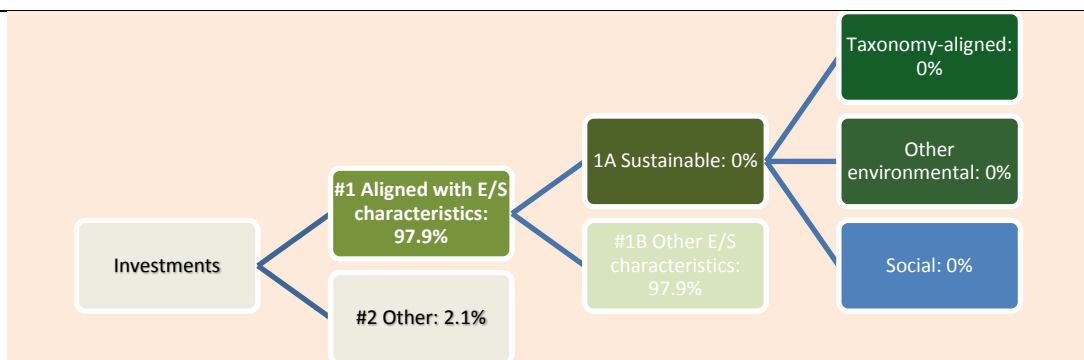 Investments
#1 Aligned with E/S
characteristics:
97.9%
#2 Other: 2.1%
1A Sustainable: 0%
#1B Other E/S
characteristics:
97.9%
Taxonomy-aligned:
0%
Other
environmental: 0%
Social: 0%